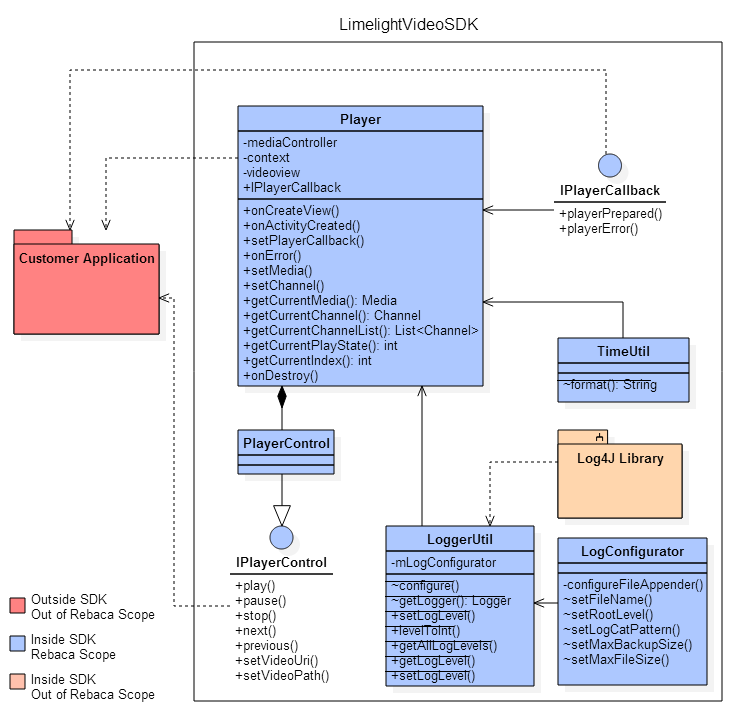 LimelightVideoSDK
Player
-mediaController
-context
-videoview
+IPlayerCallback
+onCreateView()
+onActivityCreated()
+setPlayerCallback()
+onError()
+setMedia()
+setChannel()
+getCurrentMedia(): Media
+getCurrentChannel(): Channel
+getCurrentChannelList(): List<Channel>
+getCurrentPlayState(): int
+getCurrentIndex(): int
+onDestroy()
IPlayerCallback
+playerPrepared()
+playerError()
Customer Application
TimeUtil
~format(): String
PlayerControl
Log4J Library
IPlayerControl
+play()
+pause()
+stop()
+next()
+previous()
+setVideoUri()
+setVideoPath()
LoggerUtil
-mLogConfigurator
~configure()
~getLogger(): Logger
+setLogLevel()
+levelToInt()
+getAllLogLevels()
+getLogLevel()
+setLogLevel()
LogConfigurator
-configureFileAppender()
~setFileName()
~setRootLevel()
~setLogCatPattern()
~setMaxBackupSize()
~setMaxFileSize()
Outside SDK
Out of Rebaca Scope
Inside SDK
Rebaca Scope
Inside SDK
Out of Rebaca Scope